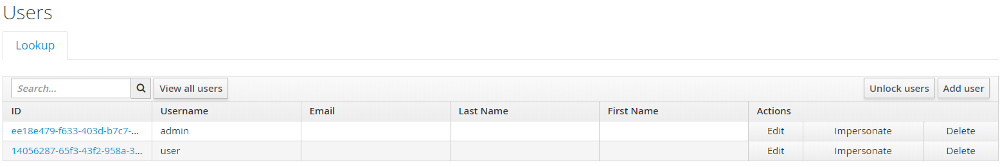 Users
Lookup
Search... View all users Unlock users Add user
ID Username Email Last Name First Name Actions
ee18e479-f633-403d-b7c7-... admin Edit Impersonate Delete
14056287-65f3-43f2-958a-3... user Edit Impersonate Delete